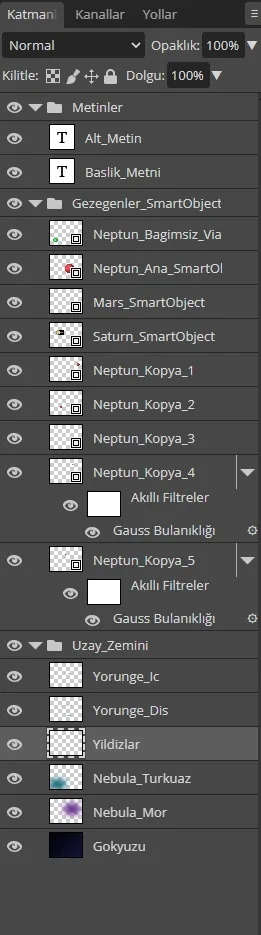 Katman
Kanallar
Yollar
Normal
Opaklık: 100%
Kilitle:
Dolgu: 100%
Metinler
T Alt_Metin
T Baslik_Metni
Gezegenler_SmartObject
Neptun_Bagimsiz_Via
Neptun_Ana_SmartOl
Mars_SmartObject
Saturn_SmartObject
Neptun_Kopya_1
Neptun_Kopya_2
Neptun_Kopya_3
Neptun_Kopya_4
Akıllı Filtreler
Gauss Bulanıklığı
Neptun_Kopya_5
Akıllı Filtreler
Gauss Bulanıklığı
Uzay_Zemini
Yorunge_Ic
Yorunge_Dis
Yildizlar
Nebula_Turkuaz
Nebula_Mor
Gokyuzu